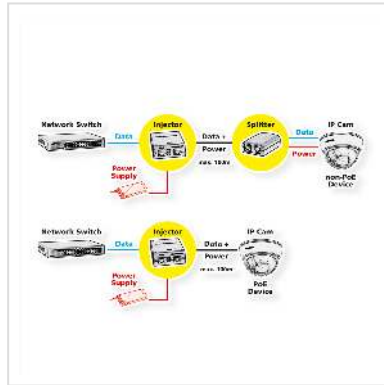 Network Switch
Injector
Splitter
IP Cam
Data
Data +
Power
max. 100m
Data
Power
Power
Supply
non-PoE
Device
Network Switch
Injector
IP Cam
Data
Data +
Power
max. 100m
Power
Supply
PoE
Device